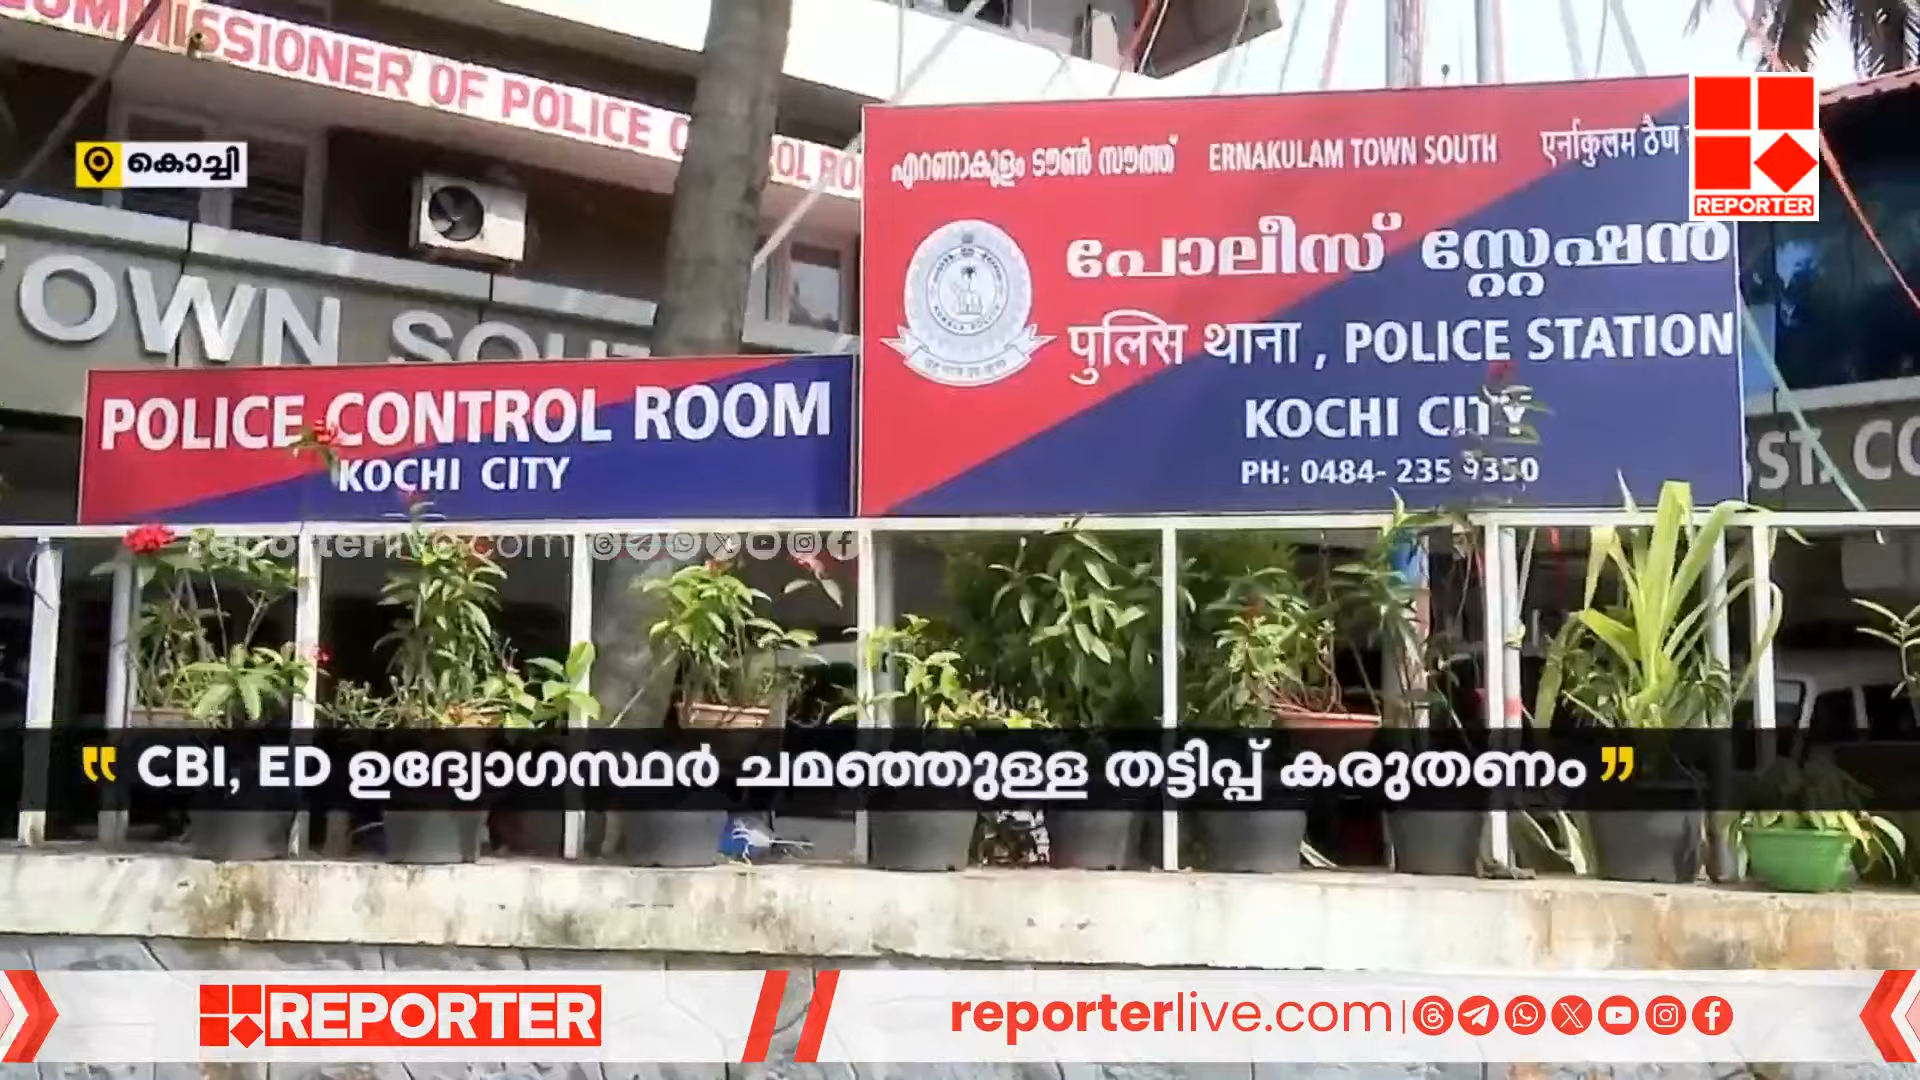 COMMISSIONER OF POLICE
കൊച്ചി
എറണാകുളം ടൗൺ സൗത്ത് ERNAKULAM TOWN SOUTH एर्नाकुलम ठैण
REPORTER
പോലീസ് സ്റ്റേഷൻ
पुलिस थाना , POLICE STATION
KOCHI CITY
PH: 0484- 235 9350
TOWN SOUT
POLICE CONTROL ROOM
KOCHI CITY
reporterlive.com
" CBI, ED ഉദ്യോഗസ്ഥർ ചമഞ്ഞുള്ള തട്ടിപ്പ് കരുതണം "
REPORTER
reporterlive.com